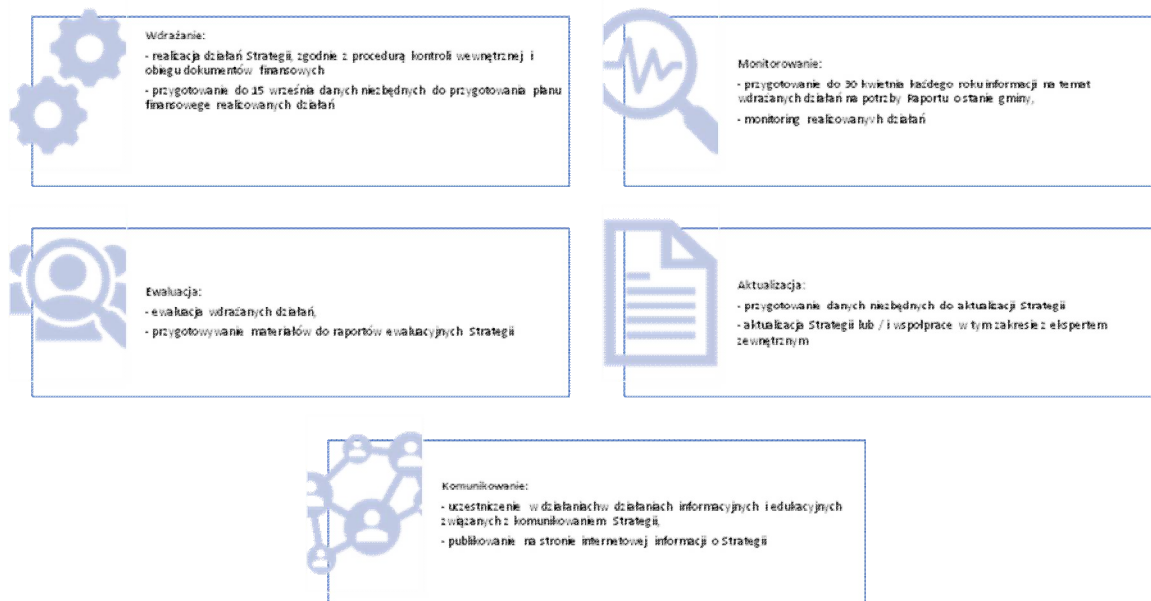 Wdrażanie:
- realizacja działań Strategii, zgodnie z procedurą kontroli wewnętrznej i
obiegu dokumentów finansowych
- przygotowanie do 15 września danych niezbędnych do przygotowania planu
finansowege realizowanych działań
Monitorowanie:
- przygotowanie do 30 kwietnia każdego roku informacji na temat
wdrażanych działań na potrzby Raportu o stanie gminy,
- monitoring realizowanych działań
Ewaluacja:
- ewaluacja wdrażanych działań,
- przygotowywanie materiałów do raportów ewaluacyjnych Strategii
Aktualizacja:
- przygotowanie danych niezbędnych do aktualizacji Strategii
- aktualizacja Strategii lub / i współprace w tym zakresie z ekspertem
zewnętrznym
Komunikowanie:
- uczestniczenie w działaniachw działaniach informacyjnych i edukacyjnych
związanych z komunikowaniem Strategii,
- publikowanie na stronie internetowej informacji o Strategii